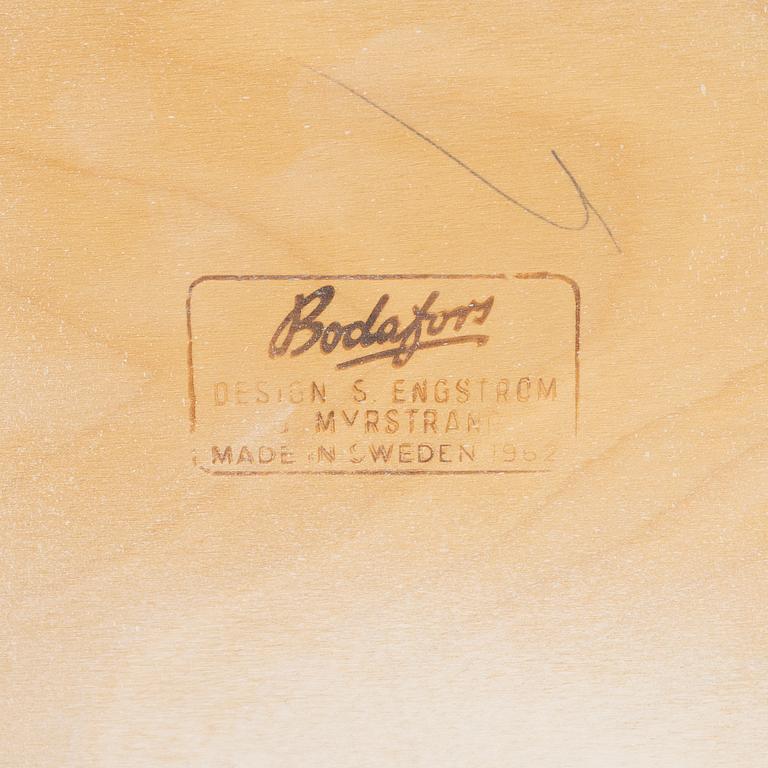 Bodafors
DESIGN S. ENGSTROM
MYRSTRAND
MADE IN SWEDEN 1962